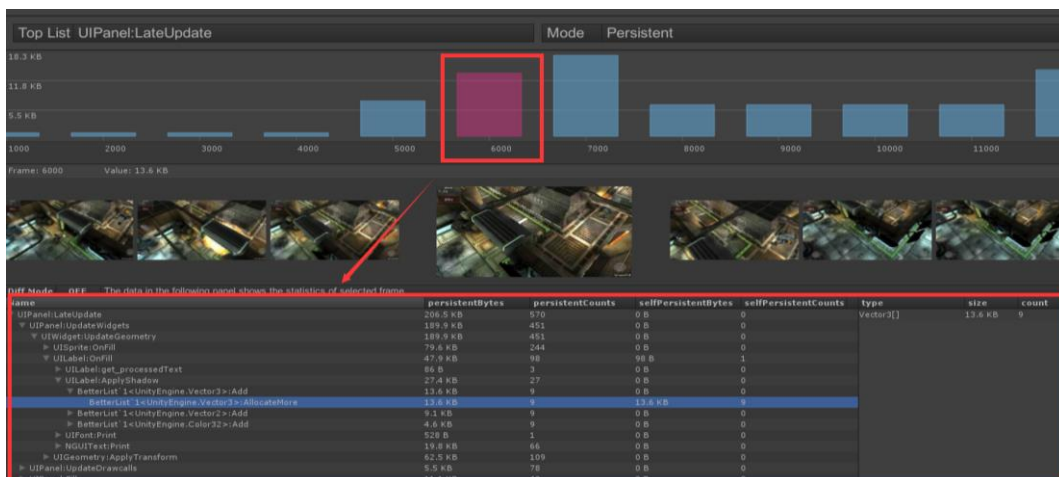 Top List UIPanel:LateUpdate Mode Persistent
18.3 KB
11.8 KB
5.5 KB
1000 2000 3000 4000 5000 6000 7000 8000 9000 10000 11000
Frame: 6000 Value: 13.6 KB
Diff Mode OFF The data in the following panel shows the statistics of selected frame
Name persistentBytes persistentCounts selfPersistentBytes selfPersistentCounts type size count
UIPanel:LateUpdate 206.5 KB 570 0 B 0 Vector3[] 13.6 KB 9
UIPanel:UpdateWidgets 189.9 KB 451 0 B 0
UIWidget:UpdateGeometry 189.9 KB 451 0 B 0
UISprite:OnFill 79.6 KB 244 0 B 0
UILabel:OnFill 47.9 KB 98 98 B 1
UILabel:get_processedText 86 B 3 0 B 0
UILabel:ApplyShadow 27.4 KB 27 0 B 0
BetterList`1<UnityEngine.Vector3>:Add 13.6 KB 9 0 B 0
BetterList`1<UnityEngine.Vector3>:AllocateMore 13.6 KB 9 13.6 KB 9
BetterList`1<UnityEngine.Vector2>:Add 9.1 KB 9 0 B 0
BetterList`1<UnityEngine.Color32>:Add 4.6 KB 9 0 B 0
UIFont:Print 528 B 1 0 B 0
NGUIText:Print 19.8 KB 66 0 B 0
UIGeometry:ApplyTransform 62.5 KB 109 0 B 0
UIPanel:UpdateDrawcalls 5.5 KB 78 0 B 0